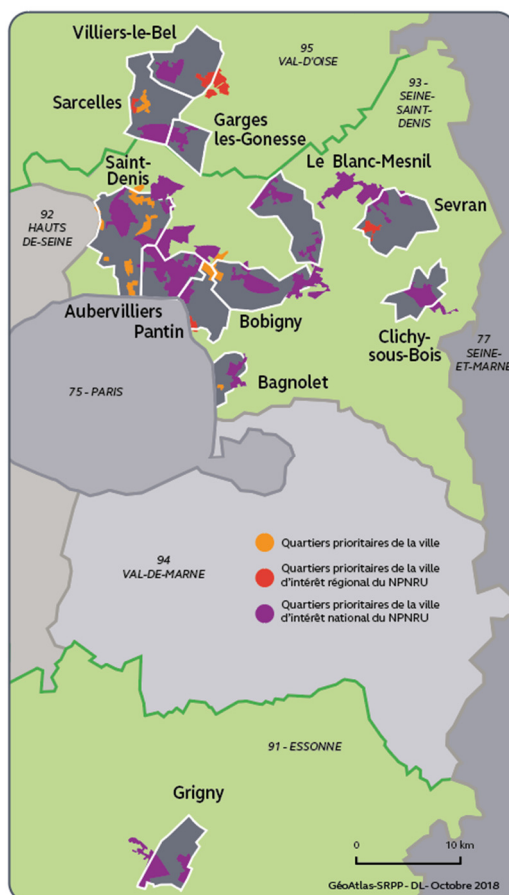 Villiers-le-Bel
95
VAL-D'OISE
93 -
SEINE-
SAINT-
DENIS
Sarcelles
Garges
les-Gonesse
Saint-
Denis
Le Blanc-Mesnil
Sevran
92
HAUTS
DE-SEINE
77
SEINE-
ET-MARNE
Aubervilliers
Pantin
Bobigny
Clichy-
sous-Bois
75 - PARIS
Bagnolet
Quartiers prioritaires de la ville
94
VAL-DE-MARNE
Quartiers prioritaires de la ville
d'intérêt régional du NPNRU
Quartiers prioritaires de la ville
d'intérêt national du NPNRU
91 - ESSONNE
Grigny
0 10 km
GéoAtlas-SRPP- DL- Octobre 2018